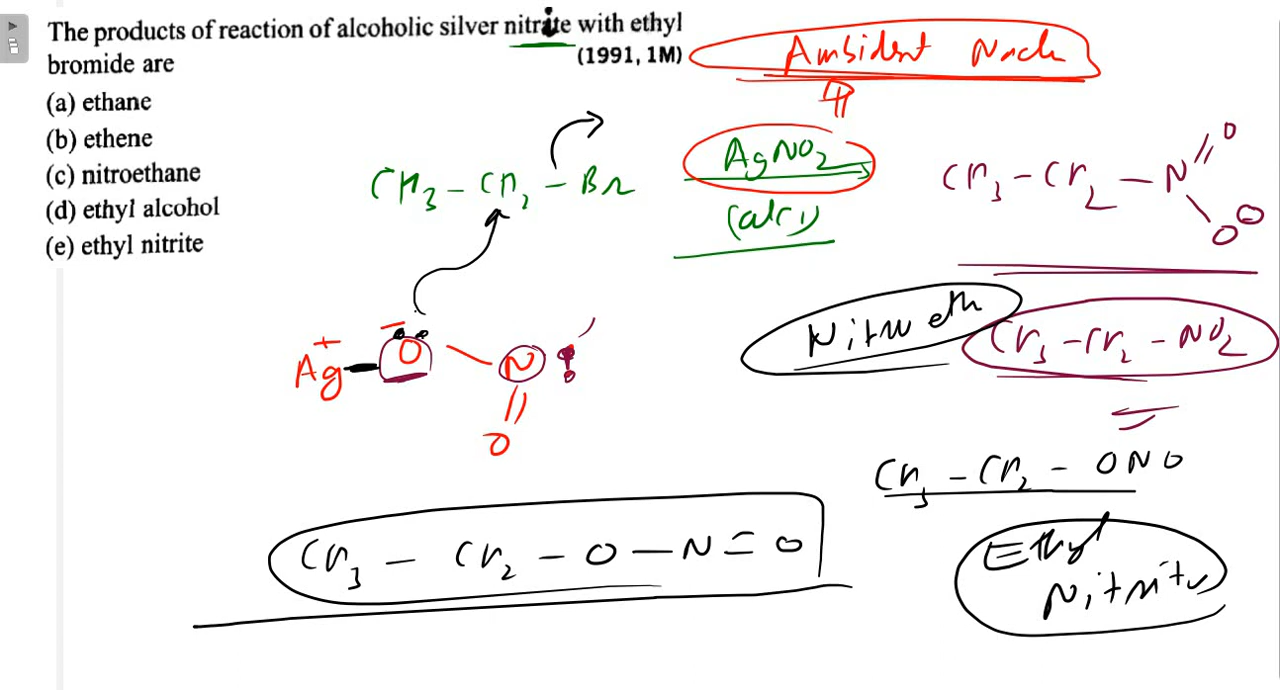 The products of reaction of alcoholic silver nitrite with ethyl
bromide are (1991, 1M)
(a) ethane
(b) ethene
(c) nitroethane
(d) ethyl alcohol
(e) ethyl nitrite
Ambident Nucle
CH3 – CH2 – Br
AgNO2
(alc)
CH3 – CH2 – N
O
O ⊖
Nitroeth
CH3 – CH2 – NO2
Ag+ – O – N
O
CH3 – CH2 – ONO
CH3 – CH2 – O – N = O
Ethyl
Nitrite